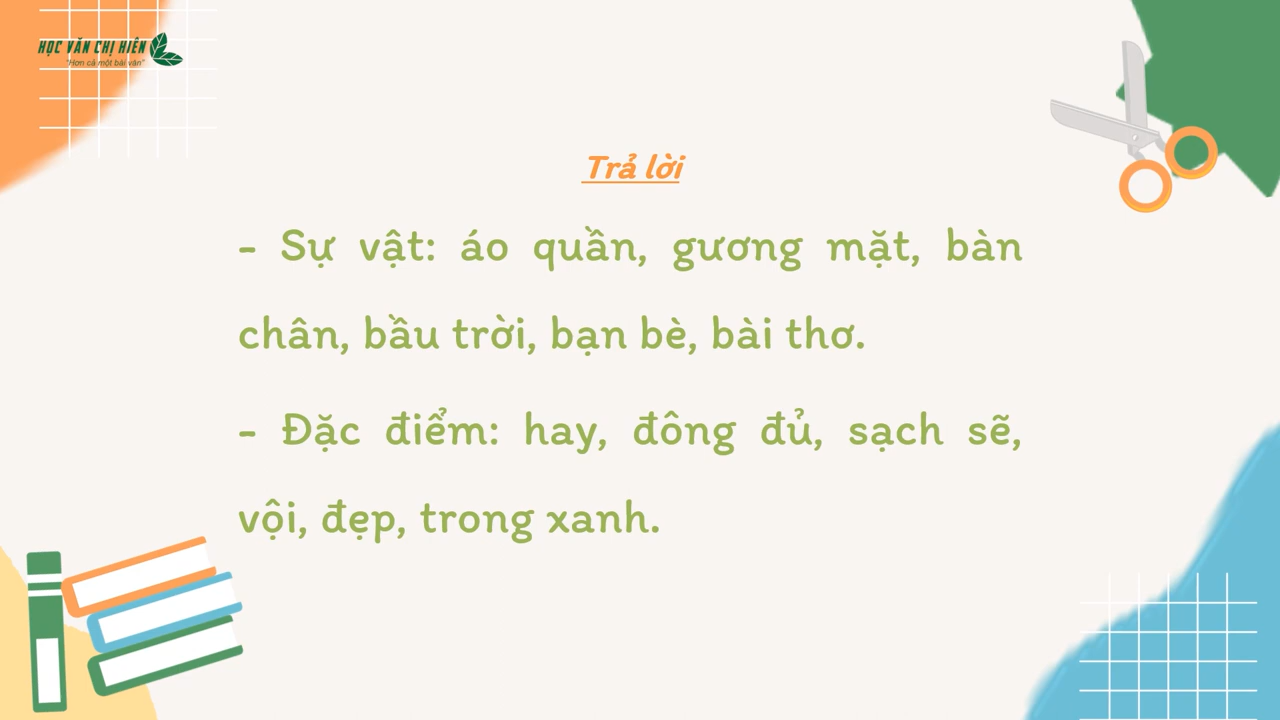 HỌC VĂN CHỊ HIÊN
"Hơn cả một bài văn"
Trả lời
- Sự vật: áo quần, gương mặt, bàn
chân, bầu trời, bạn bè, bài thơ.
- Đặc điểm: hay, đông đủ, sạch sẽ,
vội, đẹp, trong xanh.